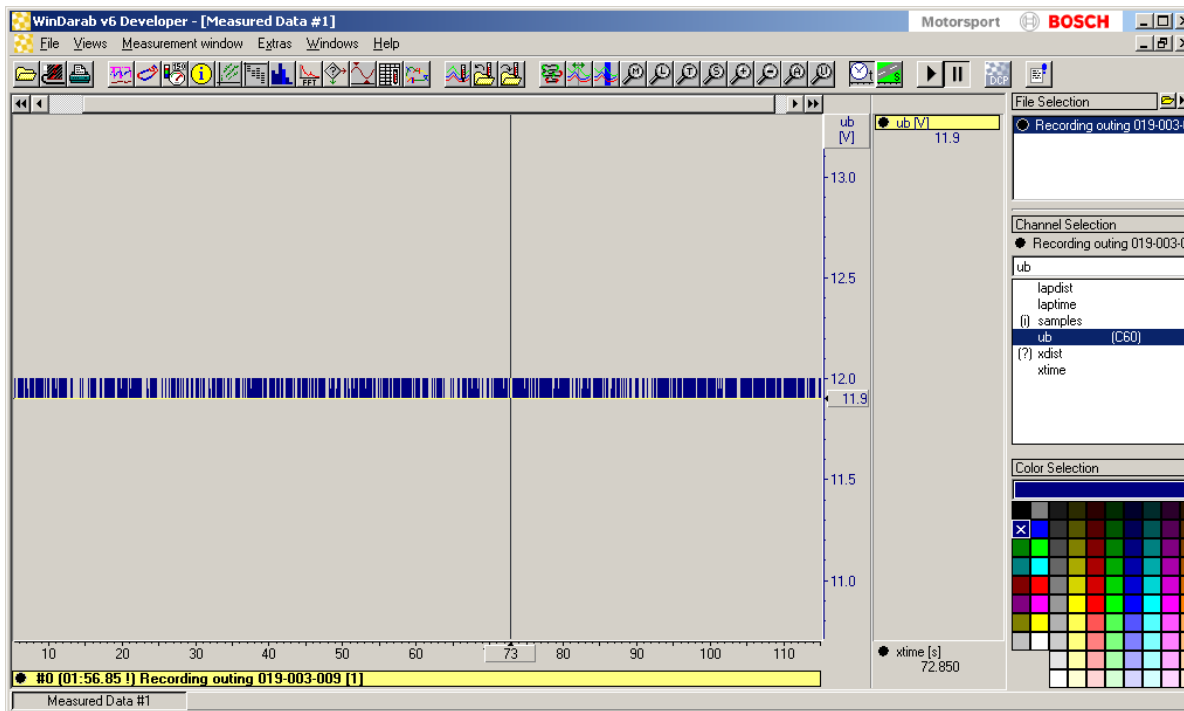 WinDarab v6 Developer - [Measured Data #1]
Motorsport BOSCH
File Views Measurement window Extras Windows Help
File Selection
ub
[V]
ub [V]
11.9
Recording outing 019-003-
13.0
12.5
12.0
11.9
11.5
11.0
Channel Selection
Recording outing 019-003-0
ub
lapdist
laptime
(i) samples
ub (C60)
(?) xdist
xtime
Color Selection
10 20 30 40 50 60 73 80 90 100 110
xtime [s]
72.850
#0 (01:56.85 !) Recording outing 019-003-009 [1]
Measured Data #1